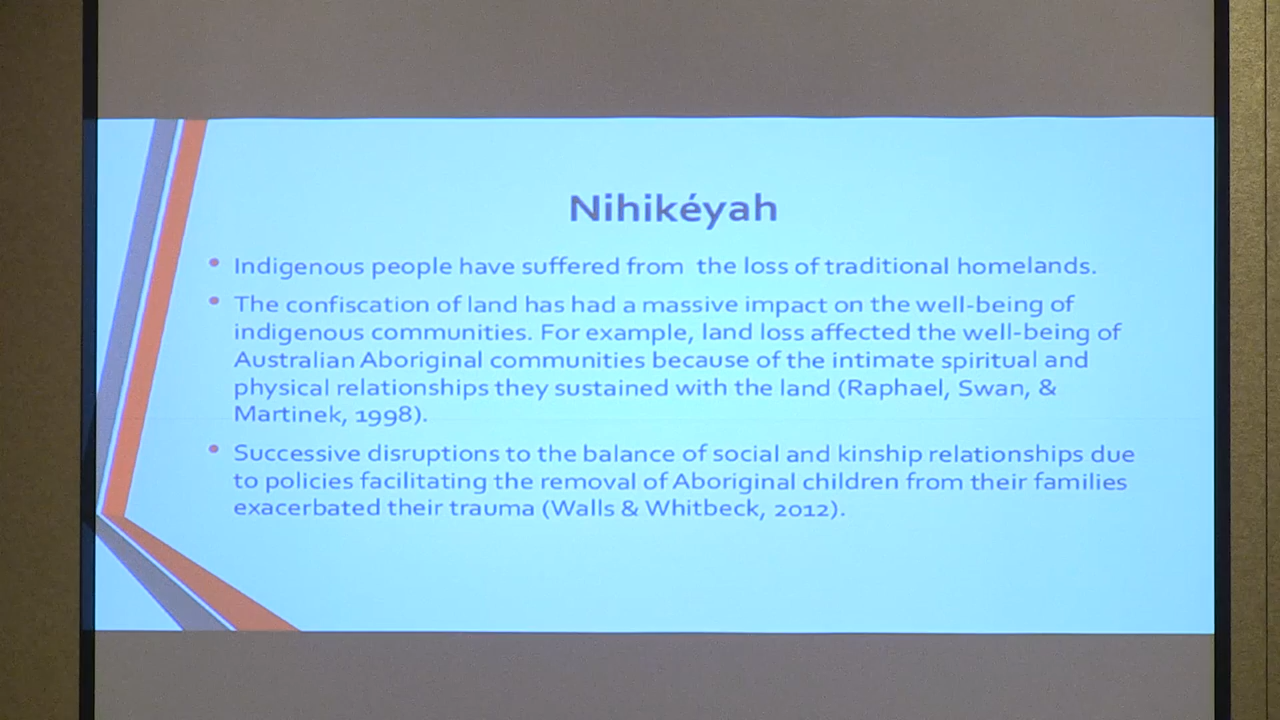 Nihikéyah
• Indigenous people have suffered from  the loss of traditional homelands.
• The confiscation of land has had a massive impact on the well-being of
indigenous communities. For example, land loss affected the well-being of
Australian Aboriginal communities because of the intimate spiritual and
physical relationships they sustained with the land (Raphael, Swan, &
Martinek, 1998).
• Successive disruptions to the balance of social and kinship relationships due
to policies facilitating the removal of Aboriginal children from their families
exacerbated their trauma (Walls & Whitbeck, 2012).